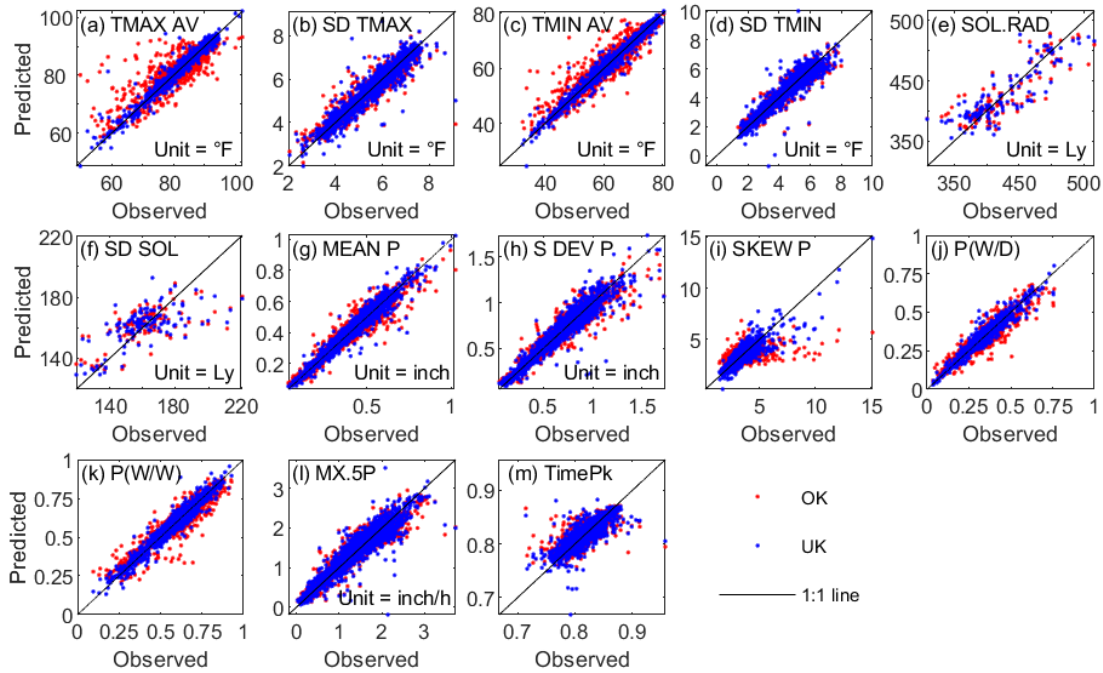 (a) TMAX AV
(b) SD TMAX
(c) TMIN AV
(d) SD TMIN
(e) SOL.RAD
Predicted
100
80
60
8
6
4
2
80
60
40
10
8
6
4
2
0
500
450
400
350
Unit = °F
Unit = °F
Unit = °F
Unit = °F
Unit = Ly
60 80 100
2 4 6 8
40 60 80
0 2 4 6 8 10
350 400 450 500
Observed
Observed
Observed
Observed
Observed
(f) SD SOL
(g) MEAN P
(h) S DEV P
(i) SKEW P
(j) P(W/D)
Predicted
220
180
140
1
0.8
0.6
0.4
0.2
1.5
1
0.5
15
10
5
1
0.75
0.5
0.25
0
Unit = Ly
Unit = inch
Unit = inch
140 180 220
0.5 1
0.5 1 1.5
5 10 15
0 0.25 0.5 0.75 1
Observed
Observed
Observed
Observed
Observed
(k) P(W/W)
(l) MX.5P
(m) TimePk
Predicted
1
0.75
0.5
0.25
0
3
2
1
0
0.9
0.8
0.7
Unit = inch/h
0 0.25 0.5 0.75 1
0 1 2 3
0.7 0.8 0.9
Observed
Observed
Observed
OK
UK
1:1 line